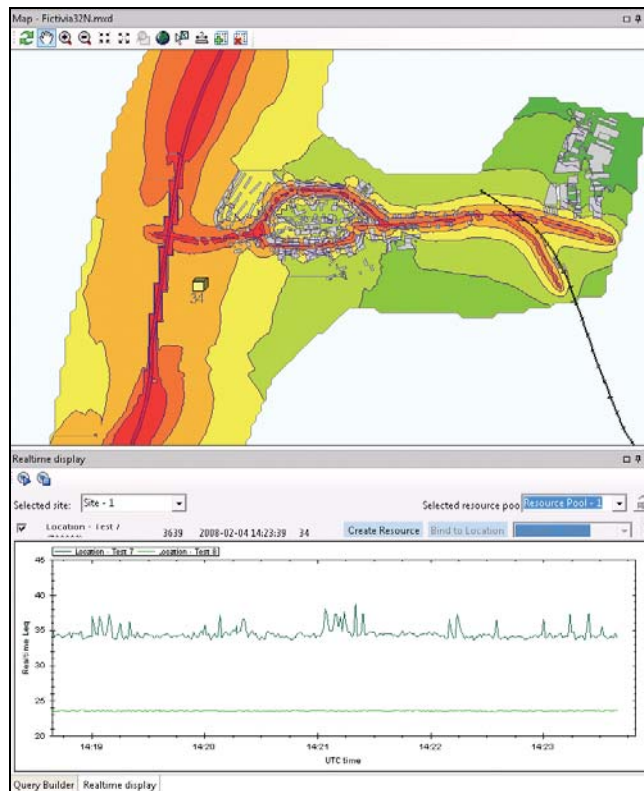 Map - Fictivia32N.mxd
34
Realtime display
Selected site: Site - 1
Selected resource poo Resource Pool - 1
Location - Test 7 3639 2008-02-04 14:23:39 34 Create Resource Bind to Location
Location - Test 7 Location - Test 8
45
40
35
30
25
20
Realtime Leq
14:19 14:20 14:21 14:22 14:23
UTC time
Query Builder Realtime display